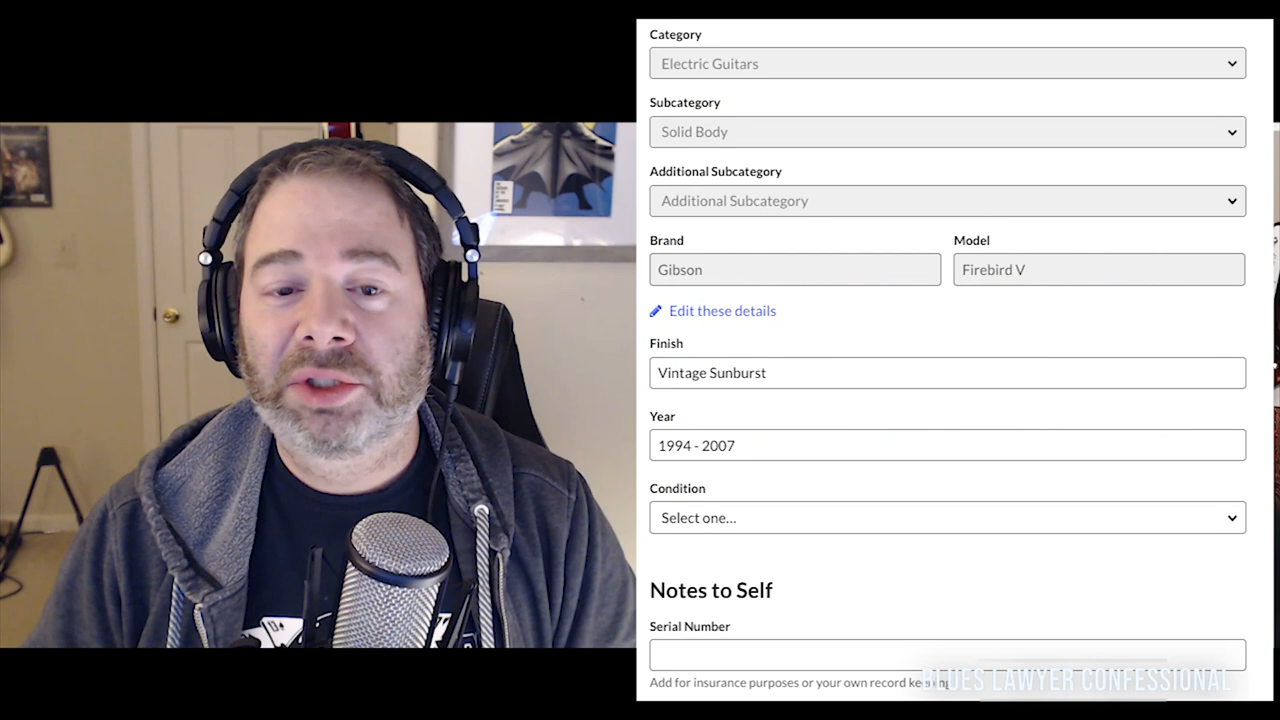 Category
Electric Guitars
Subcategory
Solid Body
Additional Subcategory
Additional Subcategory
Brand
Model
Gibson
Firebird V
Edit these details
Finish
Vintage Sunburst
Year
1994 - 2007
Condition
Select one...
Notes to Self
Serial Number
Add for insurance purposes or your own record keeping
BLUES LAWYER CONFESSIONAL